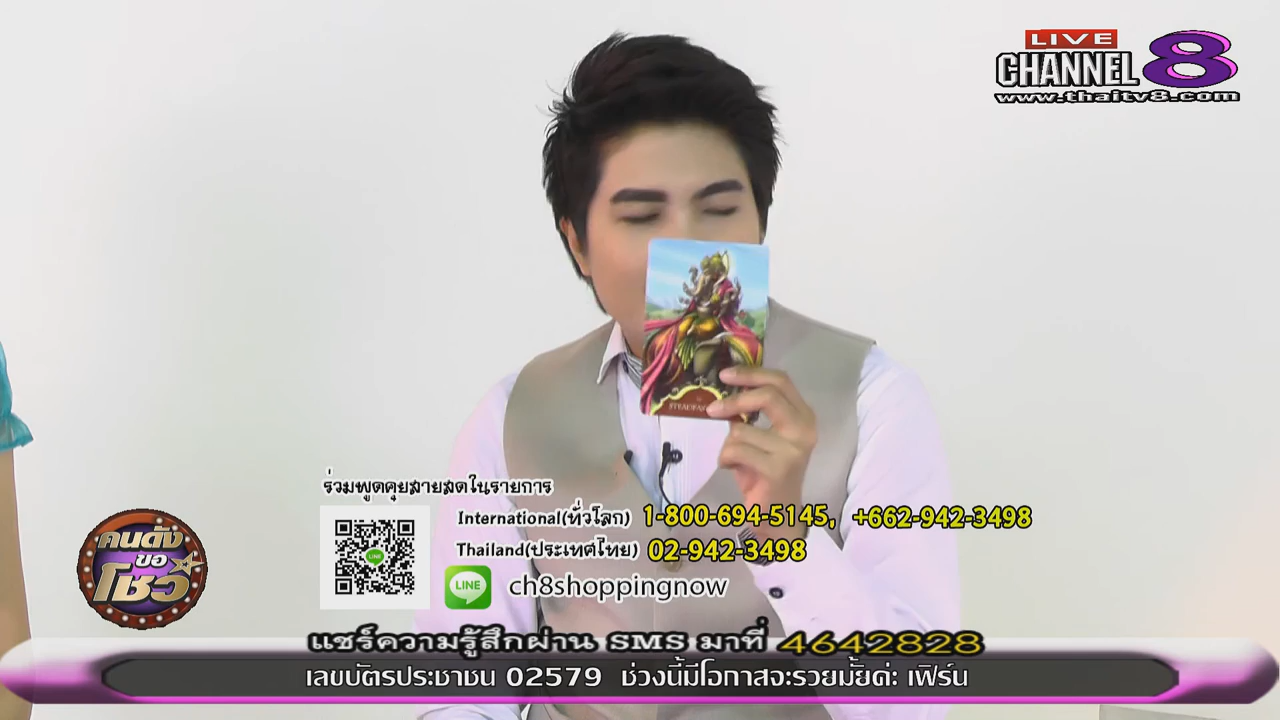 LIVE
CHANNEL 8
www.thaitv8.com
ร่วมพูดคุยสายสดในรายการ
International(ทั่วโลก) 1-800-694-5145, +662-942-3498
Thailand(ประเทศไทย) 02-942-3498
LINE
LINE ch8shoppingnow
คนดัง
ขอ
โชว์
แชร์ความรู้สึกผ่าน SMS มาที่ 4642828
เลขบัตรประชาชน 02579 ช่วงนี้มีโอกาสจะรวยมั้ยค่ะ เฟิร์น